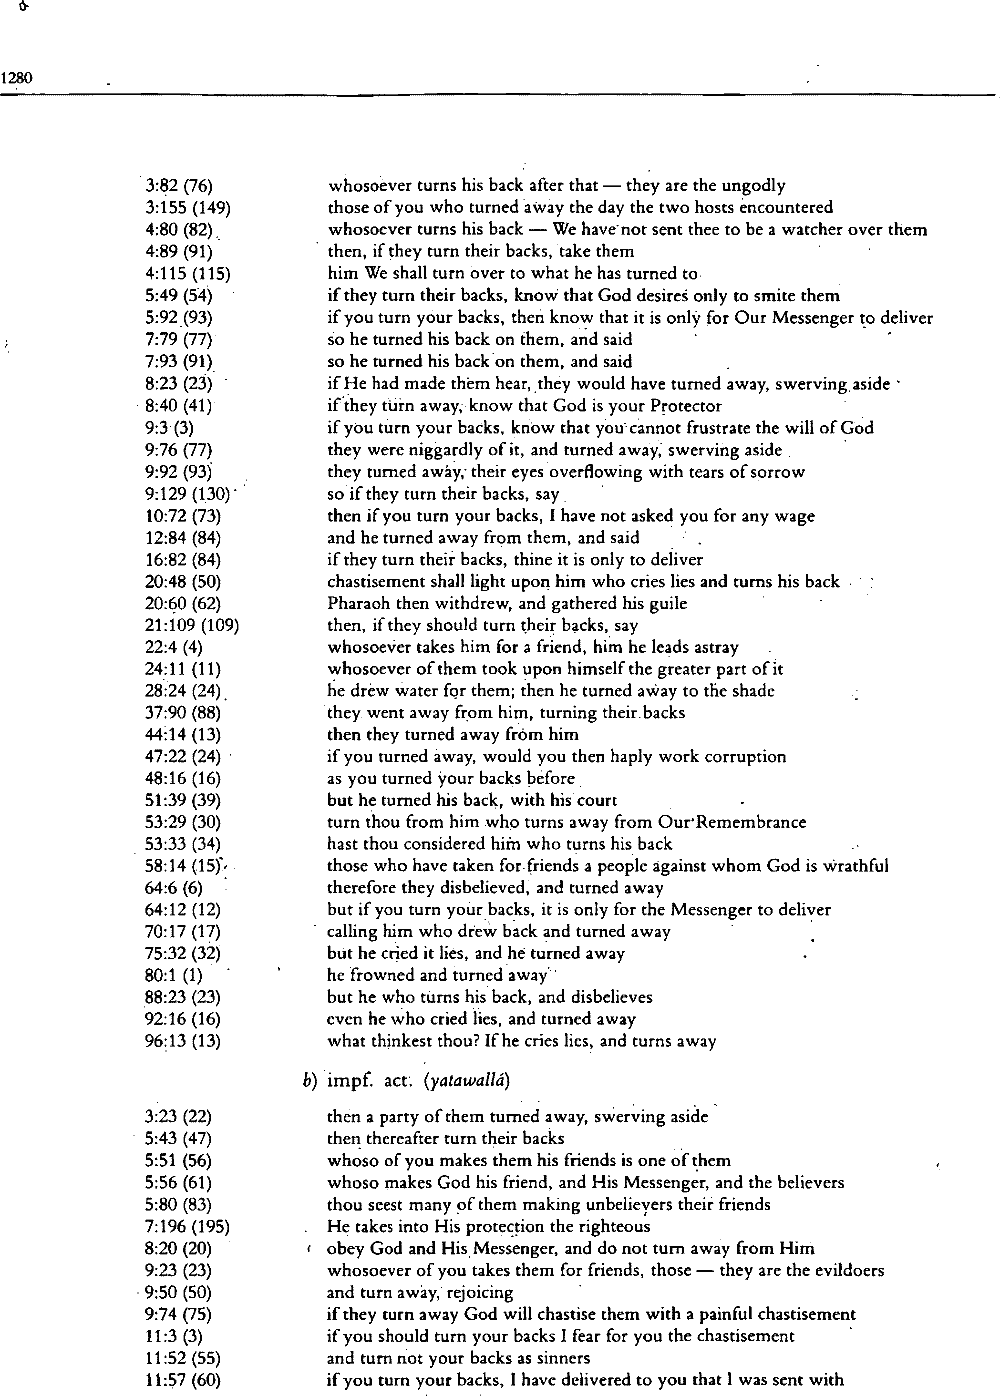 1280
3:82 (76) whosoever turns his back after that — they are the ungodly
3:155 (149) those of you who turned away the day the two hosts encountered
4:80 (82) whosoever turns his back — We have not sent thee to be a watcher over them
4:89 (91) then, if they turn their backs, take them
4:115 (115) him We shall turn over to what he has turned to
5:49 (54) if they turn their backs, know that God desires only to smite them
5:92 (93) if you turn your backs, then know that it is only for Our Messenger to deliver
7:79 (77) so he turned his back on them, and said
7:93 (91) so he turned his back on them, and said
8:23 (23) if He had made them hear, they would have turned away, swerving aside
8:40 (41) if they turn away, know that God is your Protector
9:3 (3) if you turn your backs, know that you cannot frustrate the will of God
9:76 (77) they were niggardly of it, and turned away, swerving aside
9:92 (93) they turned away, their eyes overflowing with tears of sorrow
9:129 (130) so if they turn their backs, say
10:72 (73) then if you turn your backs, I have not asked you for any wage
12:84 (84) and he turned away from them, and said
16:82 (84) if they turn their backs, thine it is only to deliver
20:48 (50) chastisement shall light upon him who cries lies and turns his back
20:60 (62) Pharaoh then withdrew, and gathered his guile
21:109 (109) then, if they should turn their backs, say
22:4 (4) whosoever takes him for a friend, him he leads astray
24:11 (11) whosoever of them took upon himself the greater part of it
28:24 (24) he drew water for them; then he turned away to the shade
37:90 (88) they went away from him, turning their backs
44:14 (13) then they turned away from him
47:22 (24) if you turned away, would you then haply work corruption
48:16 (16) as you turned your backs before
51:39 (39) but he turned his back, with his court
53:29 (30) turn thou from him who turns away from Our Remembrance
53:33 (34) hast thou considered him who turns his back
58:14 (15) those who have taken for friends a people against whom God is wrathful
64:6 (6) therefore they disbelieved, and turned away
64:12 (12) but if you turn your backs, it is only for the Messenger to deliver
70:17 (17) calling him who drew back and turned away
75:32 (32) but he cried it lies, and he turned away
80:1 (1) he frowned and turned away
88:23 (23) but he who turns his back, and disbelieves
92:16 (16) even he who cried lies, and turned away
96:13 (13) what thinkest thou? If he cries lies, and turns away
b) impf. act. (yatawallá)
3:23 (22) then a party of them turned away, swerving aside
5:43 (47) then thereafter turn their backs
5:51 (56) whoso of you makes them his friends is one of them
5:56 (61) whoso makes God his friend, and His Messenger, and the believers
5:80 (83) thou seest many of them making unbelievers their friends
7:196 (195) He takes into His protection the righteous
8:20 (20) obey God and His Messenger, and do not turn away from Him
9:23 (23) whosoever of you takes them for friends, those — they are the evildoers
9:50 (50) and turn away, rejoicing
9:74 (75) if they turn away God will chastise them with a painful chastisement
11:3 (3) if you should turn your backs I fear for you the chastisement
11:52 (55) and turn not your backs as sinners
11:57 (60) if you turn your backs, I have delivered to you that I was sent with